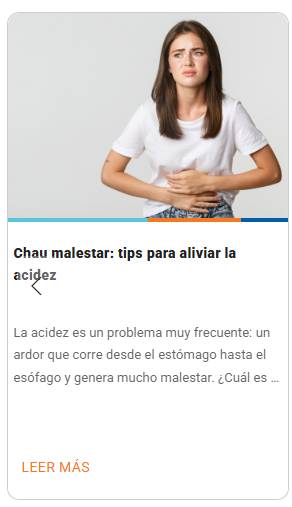 Chau malestar: tips para aliviar la
acidez
La acidez es un problema muy frecuente: un
ardor que corre desde el estómago hasta el
esófago y genera mucho malestar. ¿Cuál es ...
LEER MÁS